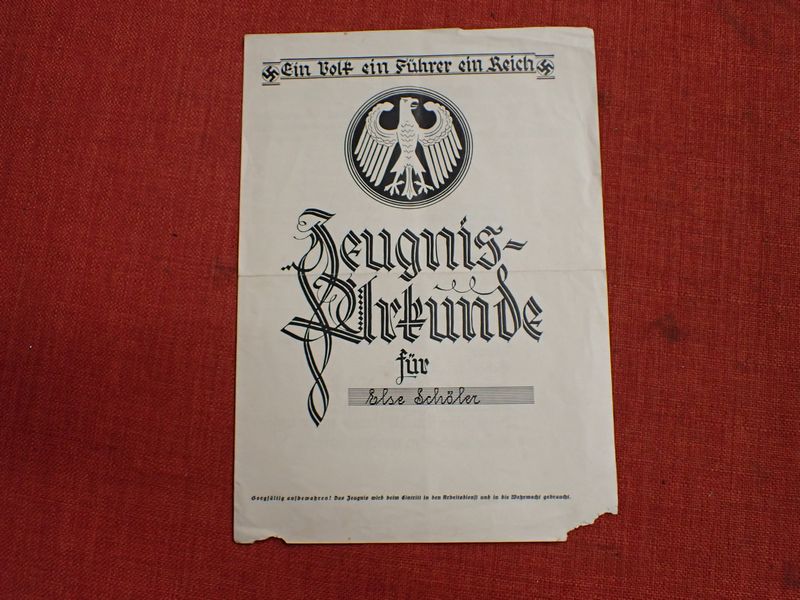 Ein Volk ein Führer ein Reich
Zeugnis-
Urkunde
für
Else Schöler
Sorgfältig aufbewahren! Das Zeugnis wird beim Eintritt in den Arbeitsdienst und in die Wehrmacht gebraucht.